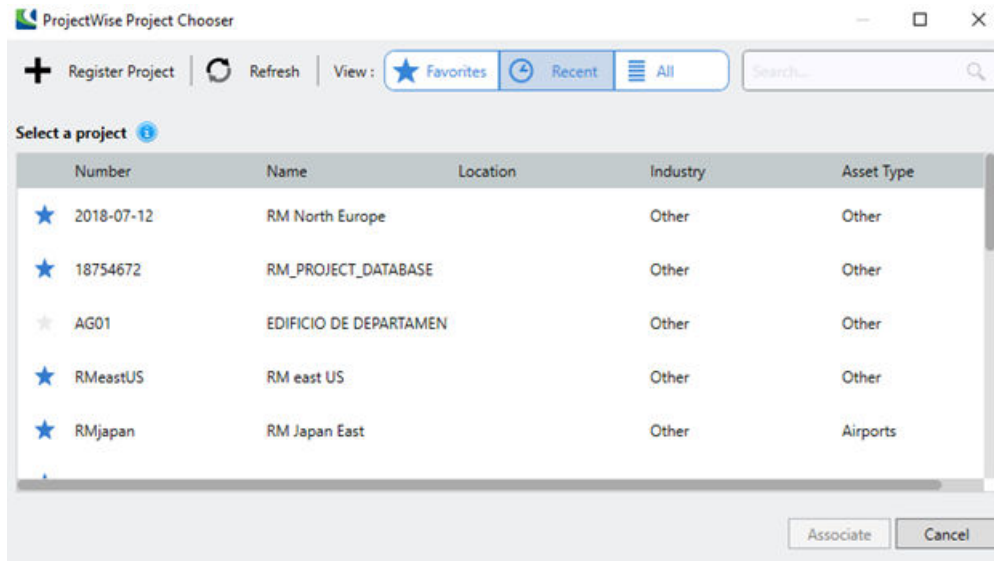 ProjectWise Project Chooser
Register Project Refresh View : Favorites Recent All Search...
Select a project
Number Name Location Industry Asset Type
2018-07-12 RM North Europe Other Other
18754672 RM_PROJECT_DATABASE Other Other
AG01 EDIFICIO DE DEPARTAMEN Other Other
RMeastUS RM east US Other Other
RMjapan RM Japan East Other Airports
Associate Cancel